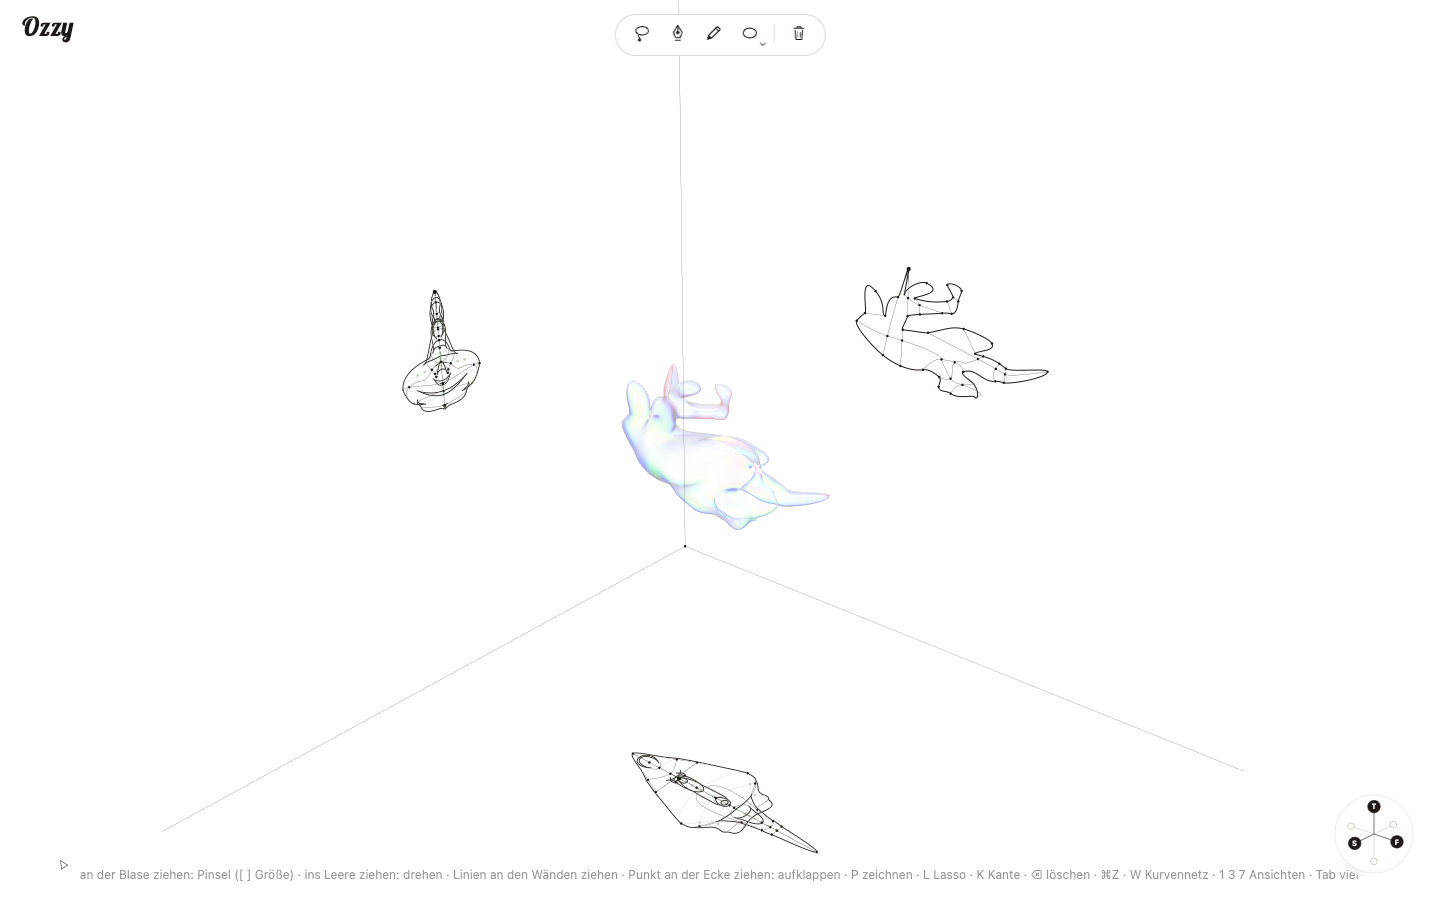 Ozzy
T
S
F
an der Blase ziehen: Pinsel ([ ] Größe) · ins Leere ziehen: drehen · Linien an den Wänden ziehen · Punkt an der Ecke ziehen: aufklappen · P zeichnen · L Lasso · K Kante · ⌫ löschen · ⌘Z · W Kurvennetz · 1 3 7 Ansichten · Tab